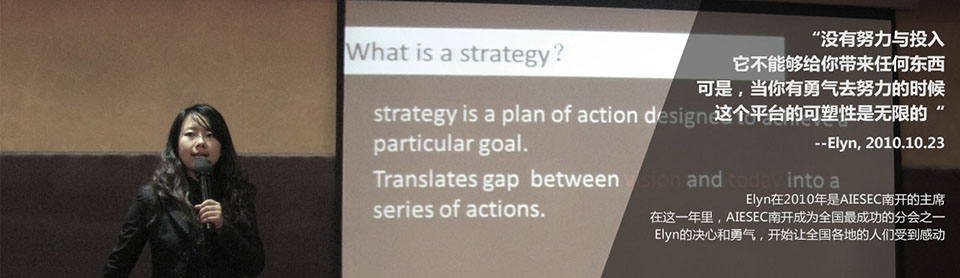 What is a strategy?
strategy is a plan of action designed to achieve a
particular goal.
Translates gap between vision and today into a
series of actions.
“没有努力与投入
它不能够给你带来任何东西
可是，当你有勇气去努力的时候
这个平台的可塑性是无限的“
--Elyn, 2010.10.23
Elyn在2010年是AIESEC南开的主席
在这一年里，AIESEC南开成为全国最成功的分会之一
Elyn的决心和勇气，开始让全国各地的人们受到感动